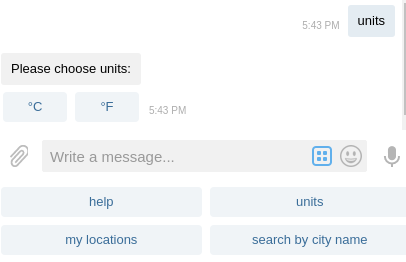 units
5:43 PM
Please choose units:
°C °F 5:43 PM
Write a message...
help units
my locations search by city name